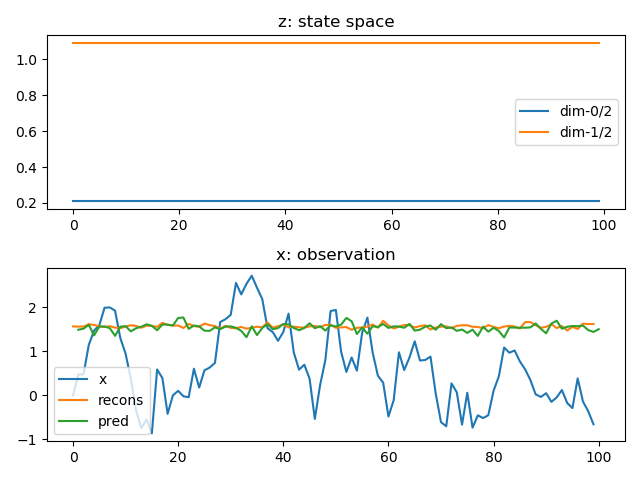 z: state space
1.0
0.8
0.6
0.4
0.2
dim-0/2
dim-1/2
0 20 40 60 80 100
x: observation
2
1
0
−1
x
recons
pred
0 20 40 60 80 100